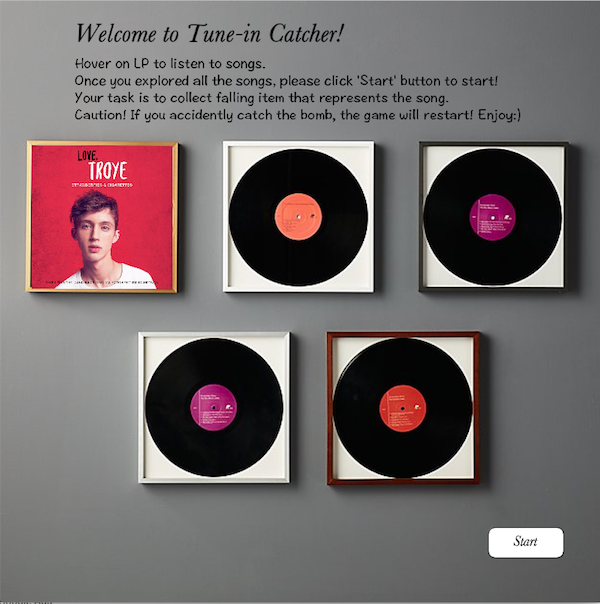 Welcome to Tune-in Catcher!
Hover on LP to listen to songs.
Once you explored all the songs, please click 'Start' button to start!
Your task is to collect falling item that represents the song.
Caution! If you accidently catch the bomb, the game will restart! Enjoy:)
LOVE,
TROYE
Start